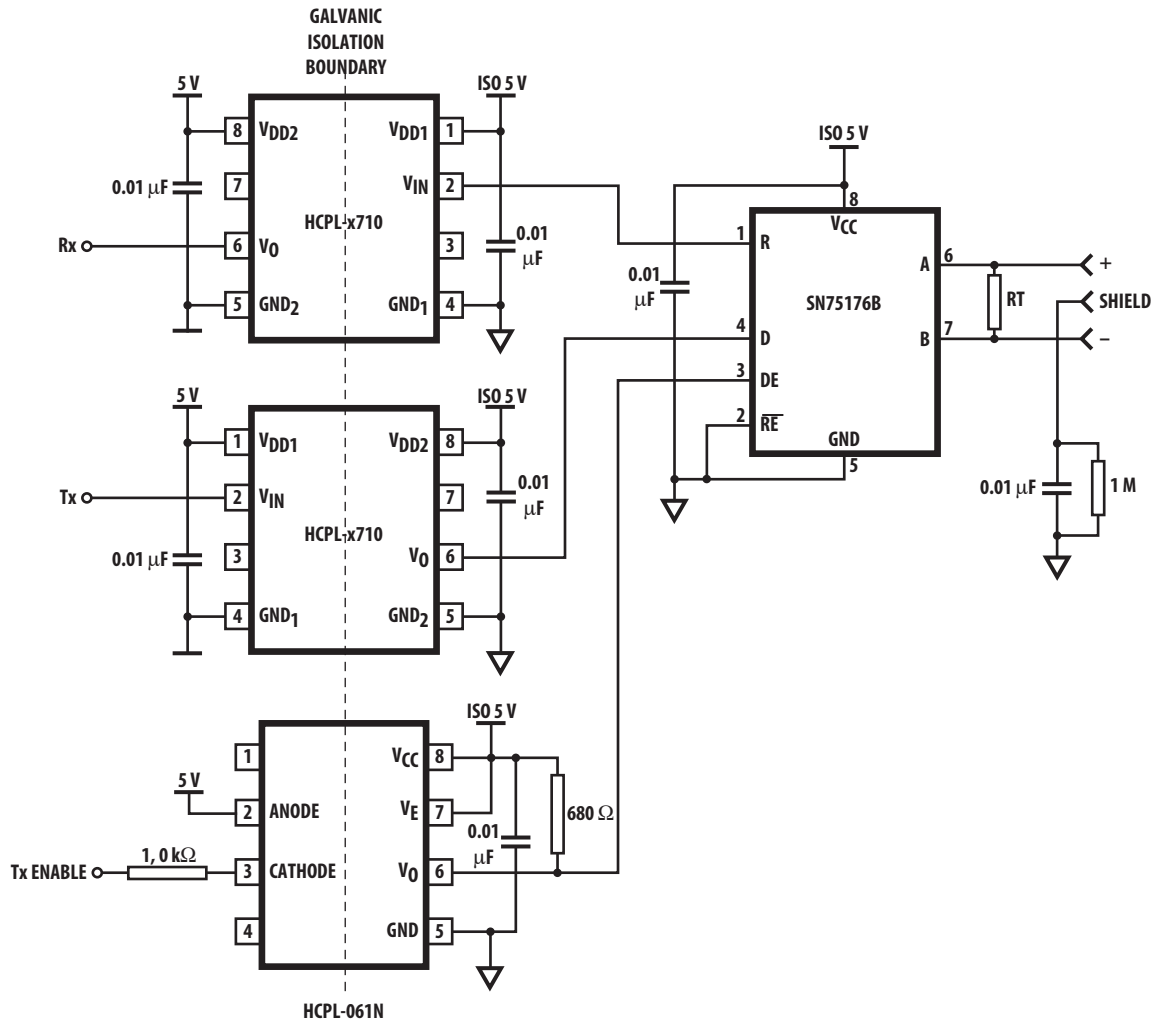 GALVANIC
ISOLATION
BOUNDARY
5 V
ISO 5 V
8 VDD2
VDD1 1
0.01 µF
7
VIN 2
HCPL-x710
Rx
6 VO
3
0.01
µF
5 GND2
GND1 4
5 V
ISO 5 V
1 VDD1
VDD2 8
Tx
2 VIN
7
0.01
µF
HCPL-x710
0.01 µF
3
VO 6
4 GND1
GND2 5
ISO 5 V
1
VCC 8
5 V
2 ANODE
VE 7
680 Ω
0.01
µF
1, 0 kΩ
Tx ENABLE
3 CATHODE
VO 6
4
GND 5
HCPL-061N
ISO 5 V
8
VCC
1
R
0.01
µF
A
6
+
SN75176B
RT
SHIELD
4
D
B
7
–
3
DE
2
RE
GND
5
0.01 µF
1 M